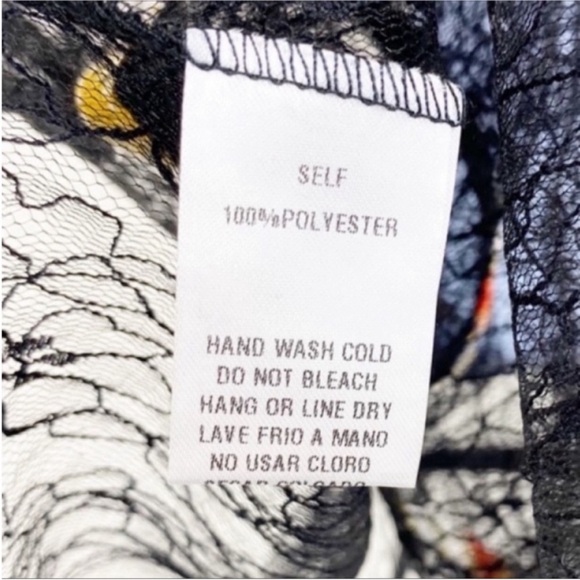 SELF
100%POLYESTER
HAND WASH COLD
DO NOT BLEACH
HANG OR LINE DRY
LAVE FRIO A MANO
NO USAR CLORO